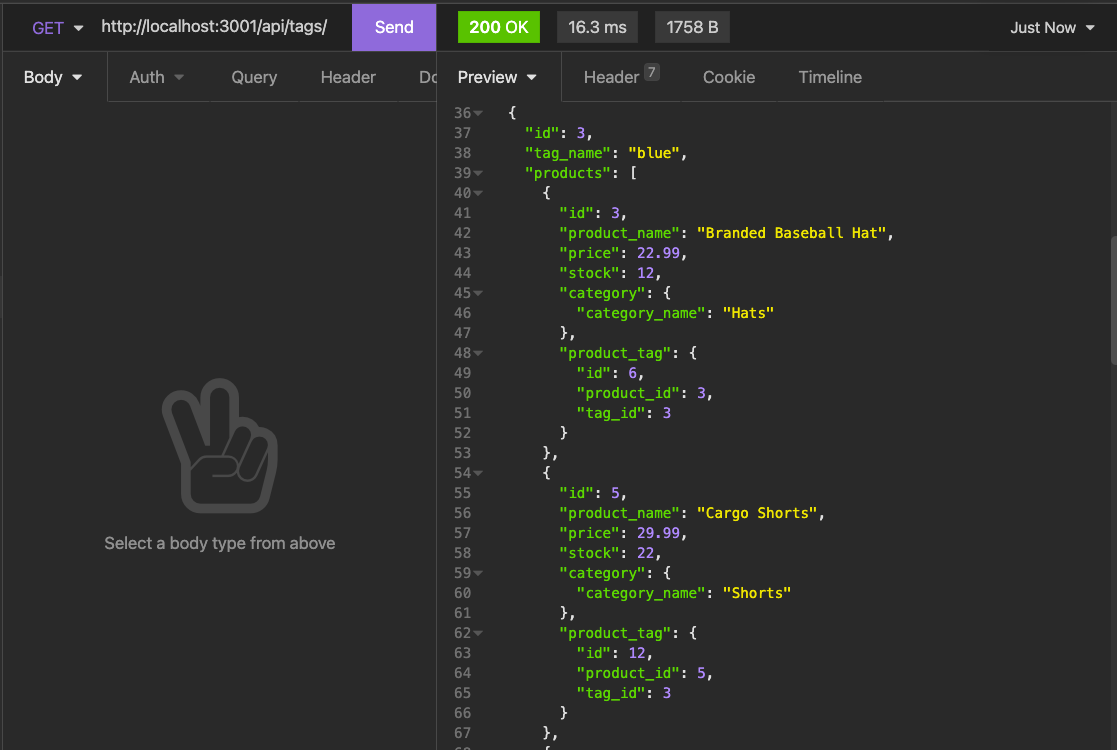 GET http://localhost:3001/api/tags/ Send 200 OK 16.3 ms 1758 B Just Now
Body Auth Query Header Do Preview Header 7 Cookie Timeline
Select a body type from above
36 {
37 "id": 3,
38 "tag_name": "blue",
39 "products": [
40 {
41 "id": 3,
42 "product_name": "Branded Baseball Hat",
43 "price": 22.99,
44 "stock": 12,
45 "category": {
46 "category_name": "Hats"
47 },
48 "product_tag": {
49 "id": 6,
50 "product_id": 3,
51 "tag_id": 3
52 }
53 },
54 {
55 "id": 5,
56 "product_name": "Cargo Shorts",
57 "price": 29.99,
58 "stock": 22,
59 "category": {
60 "category_name": "Shorts"
61 },
62 "product_tag": {
63 "id": 12,
64 "product_id": 5,
65 "tag_id": 3
66 }
67 },